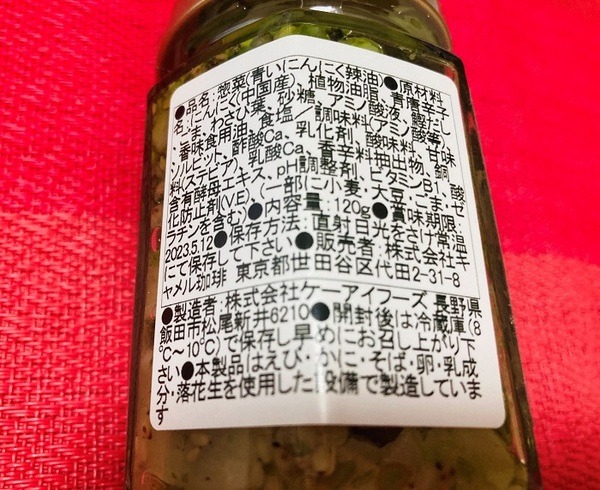 ●品名：惣菜(青いにんにく辣油)●原材料
名：にんにく(中国産)、植物油脂、青唐辛子、
ごま、わさび葉、砂糖、アミノ酸液、鰹だし、
香味食用油、食塩／調味料(アミノ酸等)、
ソルビット、酢酸Ca、乳化剤、酸味料、甘味
料(ステビア)、乳酸Ca、香辛料抽出物、銅
含有酵母エキス、pH調整剤、ビタミンB1、酸
化防止剤(V.E)、(一部に小麦・大豆・ごま・ゼ
ラチンを含む)●内容量：120g●賞味期限：
2023.5.12●保存方法：直射日光をさけ常温
にて保存して下さい●販売者：株式会社キ
ャメル珈琲 東京都世田谷区代田2-31-8
●製造者：株式会社ケーアイフーズ 長野県
飯田市松尾新井6210●開封後は冷蔵庫(8
℃～10℃)で保存し早めにお召し上がり下
さい●本製品はえび・かに・そば・卵・乳成
分・落花生を使用した設備で製造していま
す